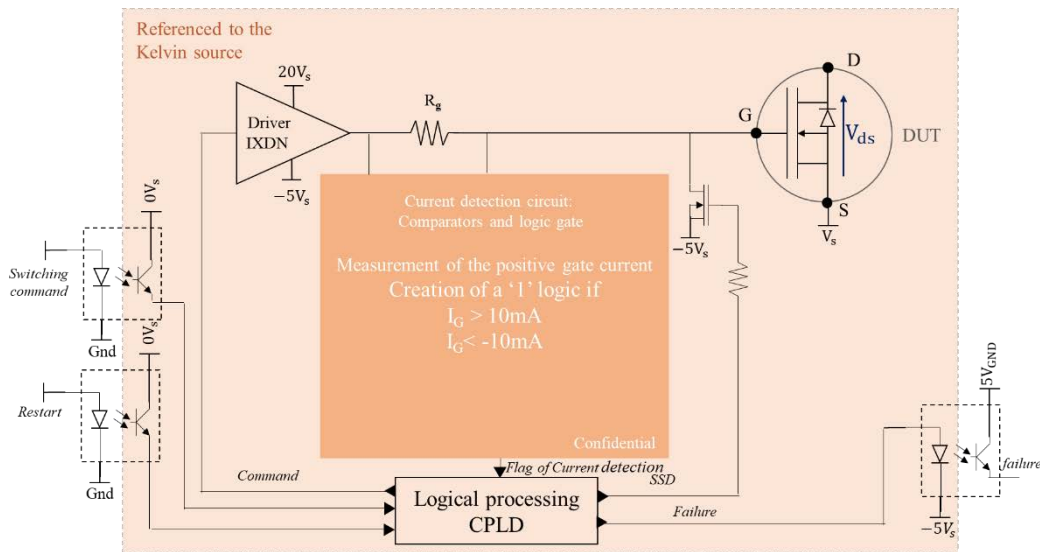 Referenced to the
Kelvin source
20Vs
Driver
IXDN
−5Vs
Rg
G
D
Vds
DUT
S
Vs
0Vs
Switching
command
Gnd
Current detection circuit:
Comparators and logic gate
Measurement of the positive gate current
Creation of a ‘1’ logic if
IG > 10mA
IG< -10mA
Confidential
−5Vs
0Vs
Restart
Gnd
Command
Flag of Current detection
SSD
Logical processing
CPLD
Failure
5VGND
failure
−5Vs